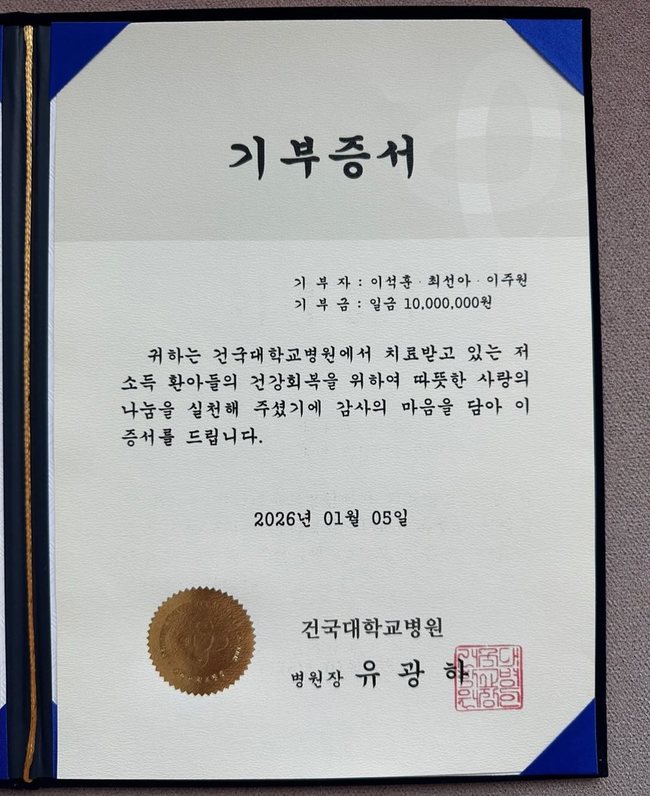 기부증서
기 부 자 : 이석훈 · 최선아 · 이주원
기 부 금 : 일금 10,000,000원
귀하는 건국대학교병원에서 치료받고 있는 저
소득 환아들의 건강회복을 위하여 따뜻한 사랑의
나눔을 실천해 주셨기에 감사의 마음을 담아 이
증서를 드립니다.
2026년 01월 05일
건국대학교병원
병원장 유 광 하